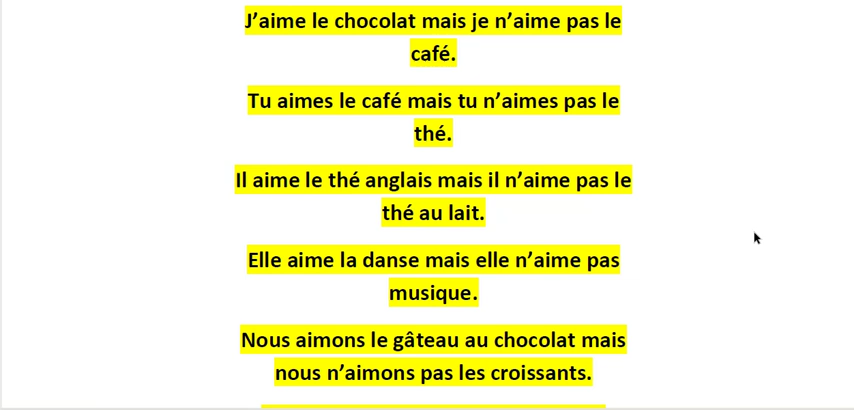 J’aime le chocolat mais je n’aime pas le
café.
Tu aimes le café mais tu n’aimes pas le
thé.
Il aime le thé anglais mais il n’aime pas le
thé au lait.
Elle aime la danse mais elle n’aime pas
musique.
Nous aimons le gâteau au chocolat mais
nous n’aimons pas les croissants.